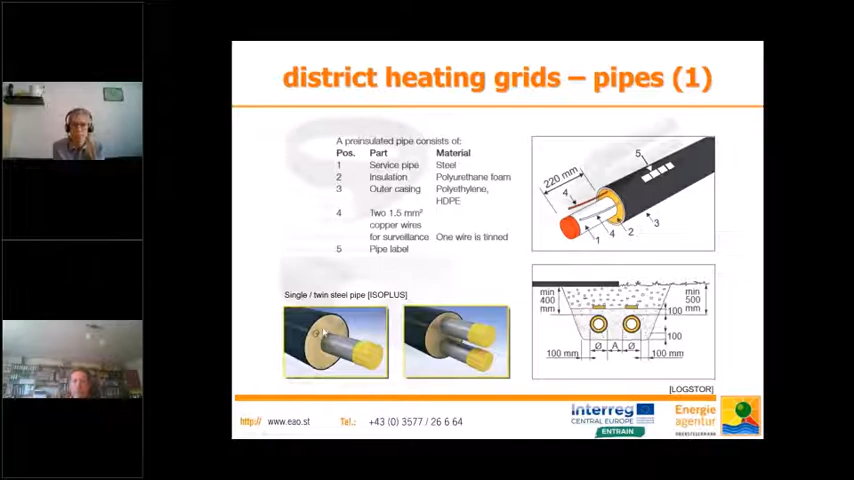 district heating grids – pipes (1)
A preinsulated pipe consists of:
Pos. Part Material
1 Service pipe Steel
2 Insulation Polyurethane foam
3 Outer casing Polyethylene,
HDPE
4 Two 1.5 mm²
copper wires
for surveillance One wire is tinned
5 Pipe label
5
220 mm
4
1 4 2 3
Single / twin steel pipe [ISOPLUS]
min
400
mm
min
500
mm
100
100
100 mm Ø A Ø 100 mm
[LOGSTOR]
http:// www.eao.st Tel.: +43 (0) 3577 / 26 6 64
Interreg
CENTRAL EUROPE
ENTRAIN
Energie
agentur
OBERSTEIERMARK